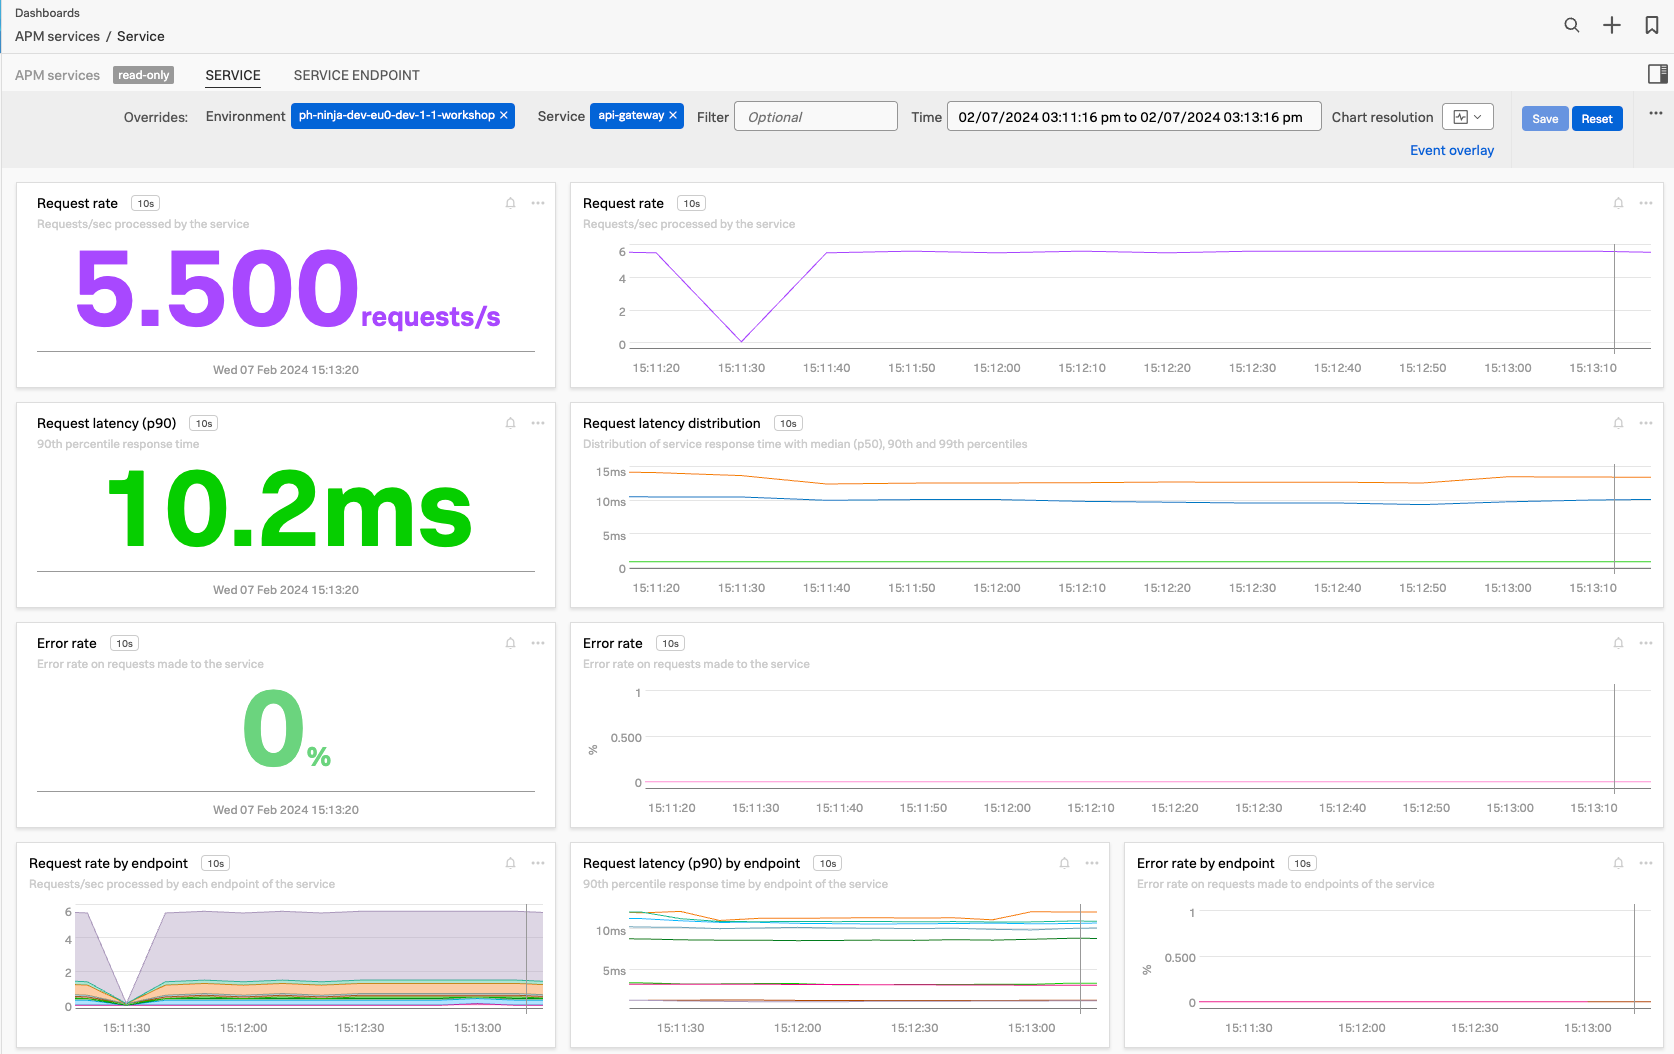 Dashboards
APM services / Service
APM services read-only SERVICE SERVICE ENDPOINT
Overrides: Environment ph-ninja-dev-eu0-dev-1-1-workshop × Service api-gateway × Filter Optional Time 02/07/2024 03:11:16 pm to 02/07/2024 03:13:16 pm Chart resolution Save Reset
Event overlay
Request rate 10s
Requests/sec processed by the service
5.500requests/s
Wed 07 Feb 2024 15:13:20
Request rate 10s
Requests/sec processed by the service
6
4
2
0
15:11:20 15:11:30 15:11:40 15:11:50 15:12:00 15:12:10 15:12:20 15:12:30 15:12:40 15:12:50 15:13:00 15:13:10
Request latency (p90) 10s
90th percentile response time
10.2ms
Wed 07 Feb 2024 15:13:20
Request latency distribution 10s
Distribution of service response time with median (p50), 90th and 99th percentiles
15ms
10ms
5ms
0
15:11:20 15:11:30 15:11:40 15:11:50 15:12:00 15:12:10 15:12:20 15:12:30 15:12:40 15:12:50 15:13:00 15:13:10
Error rate 10s
Error rate on requests made to the service
0%
Wed 07 Feb 2024 15:13:20
Error rate 10s
Error rate on requests made to the service
1
0.500
0
%
15:11:20 15:11:30 15:11:40 15:11:50 15:12:00 15:12:10 15:12:20 15:12:30 15:12:40 15:12:50 15:13:00 15:13:10
Request rate by endpoint 10s
Requests/sec processed by each endpoint of the service
6
4
2
0
15:11:30 15:12:00 15:12:30 15:13:00
Request latency (p90) by endpoint 10s
90th percentile response time by endpoint of the service
10ms
5ms
0
15:11:30 15:12:00 15:12:30 15:13:00
Error rate by endpoint 10s
Error rate on requests made to endpoints of the service
1
0.500
0
%
15:11:30 15:12:00 15:12:30 15:13:00